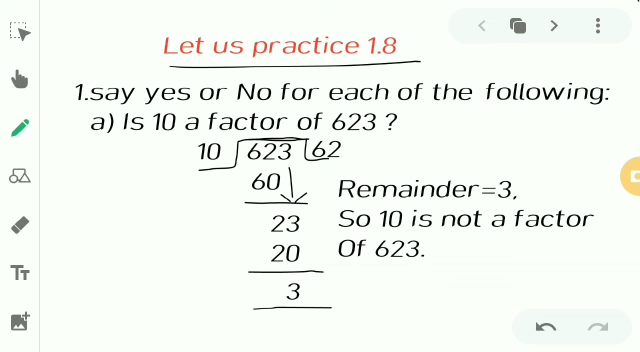 Let us practice 1.8
1.say yes or No for each of the following:
a) Is 10 a factor of 623 ?
10 623 62
60
Remainder=3,
23
So 10 is not a factor
20
Of 623.
3
Tт